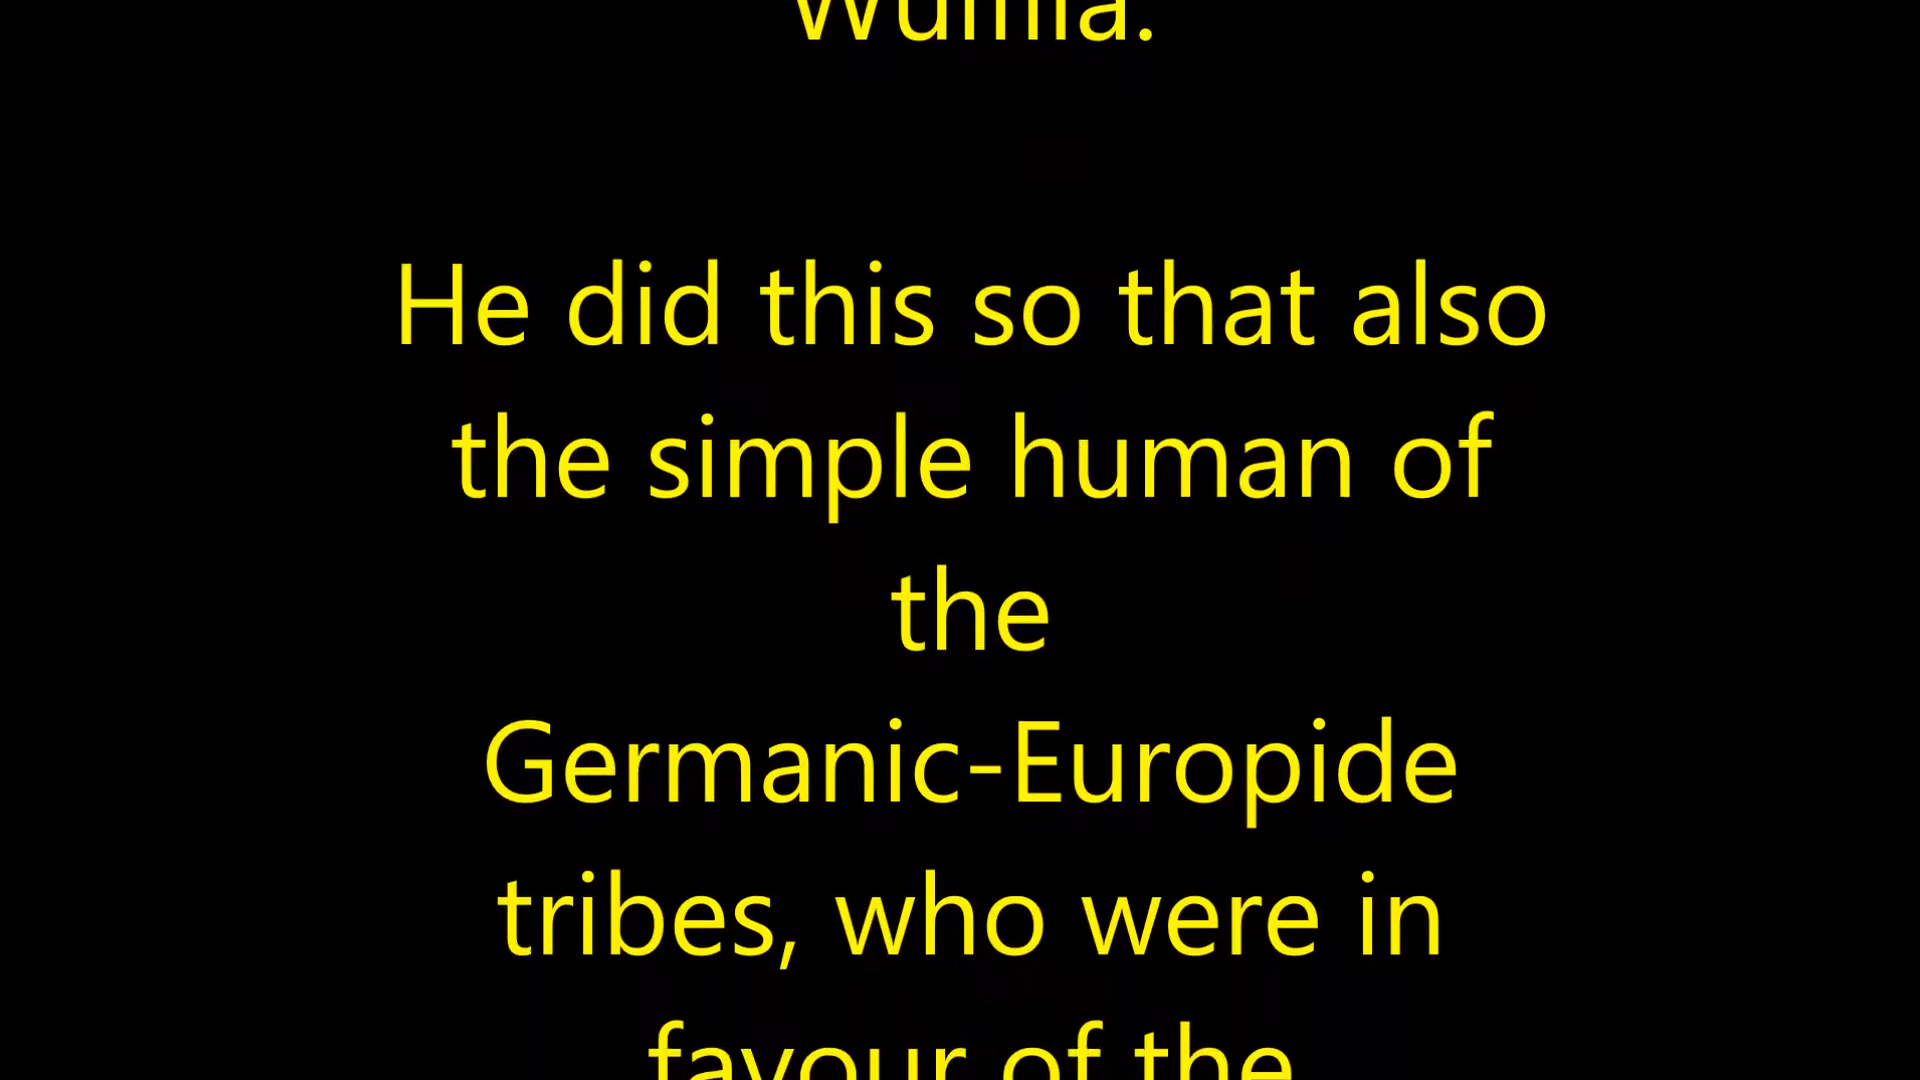 He did this so that also
the simple human of
the
Germanic-Europide
tribes, who were in
favour of the